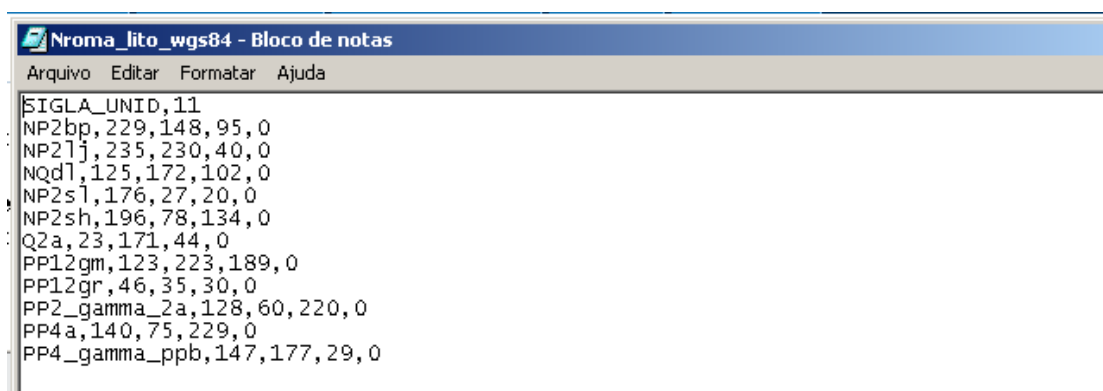 Nroma_lito_wgs84 - Bloco de notas
Arquivo Editar Formatar Ajuda
SIGLA_UNID,11
NP2bp,229,148,95,0
NP2lj,235,230,40,0
NQdl,125,172,102,0
NP2sl,176,27,20,0
NP2sh,196,78,134,0
Q2a,23,171,44,0
PP12gm,123,223,189,0
PP12gr,46,35,30,0
PP2_gamma_2a,128,60,220,0
PP4a,140,75,229,0
PP4_gamma_ppb,147,177,29,0